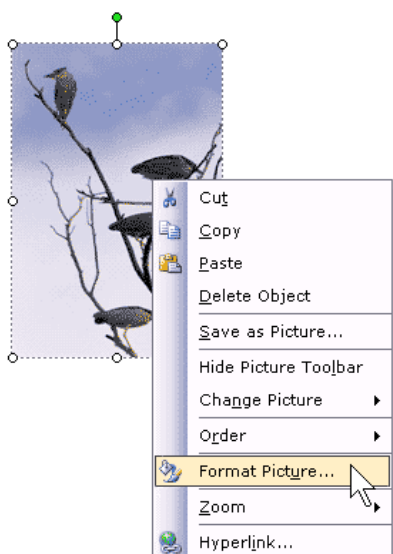 Cut
Copy
Paste
Delete Object
Save as Picture...
Hide Picture Toolbar
Change Picture
Order
Format Picture...
Zoom
Hyperlink...